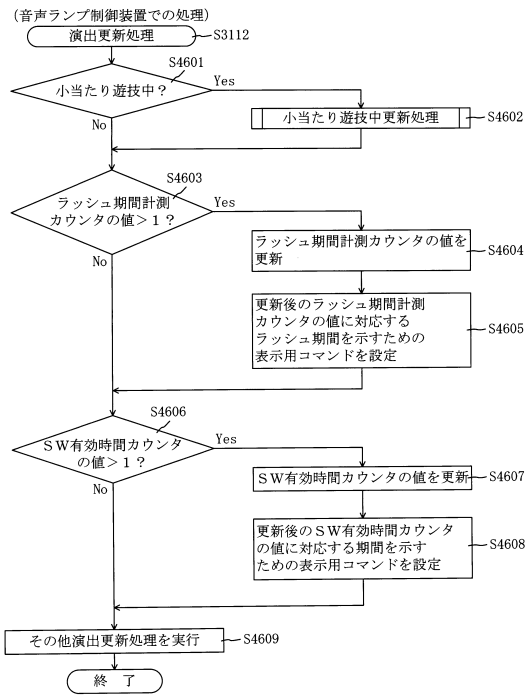 (音声ランプ制御装置での処理)
演出更新処理
S3112
S4601
小当たり遊技中？
Yes
No
小当たり遊技中更新処理
S4602
S4603
ラッシュ期間計測
カウンタの値＞１？
Yes
No
ラッシュ期間計測カウンタの値を
更新
S4604
更新後のラッシュ期間計測
カウンタの値に対応する
ラッシュ期間を示すための
表示用コマンドを設定
S4605
S4606
ＳＷ有効時間カウンタ
の値＞１？
Yes
No
ＳＷ有効時間カウンタの値を更新
S4607
更新後のＳＷ有効時間カウンタ
の値に対応する期間を示す
ための表示用コマンドを設定
S4608
その他演出更新処理を実行
S4609
終 了